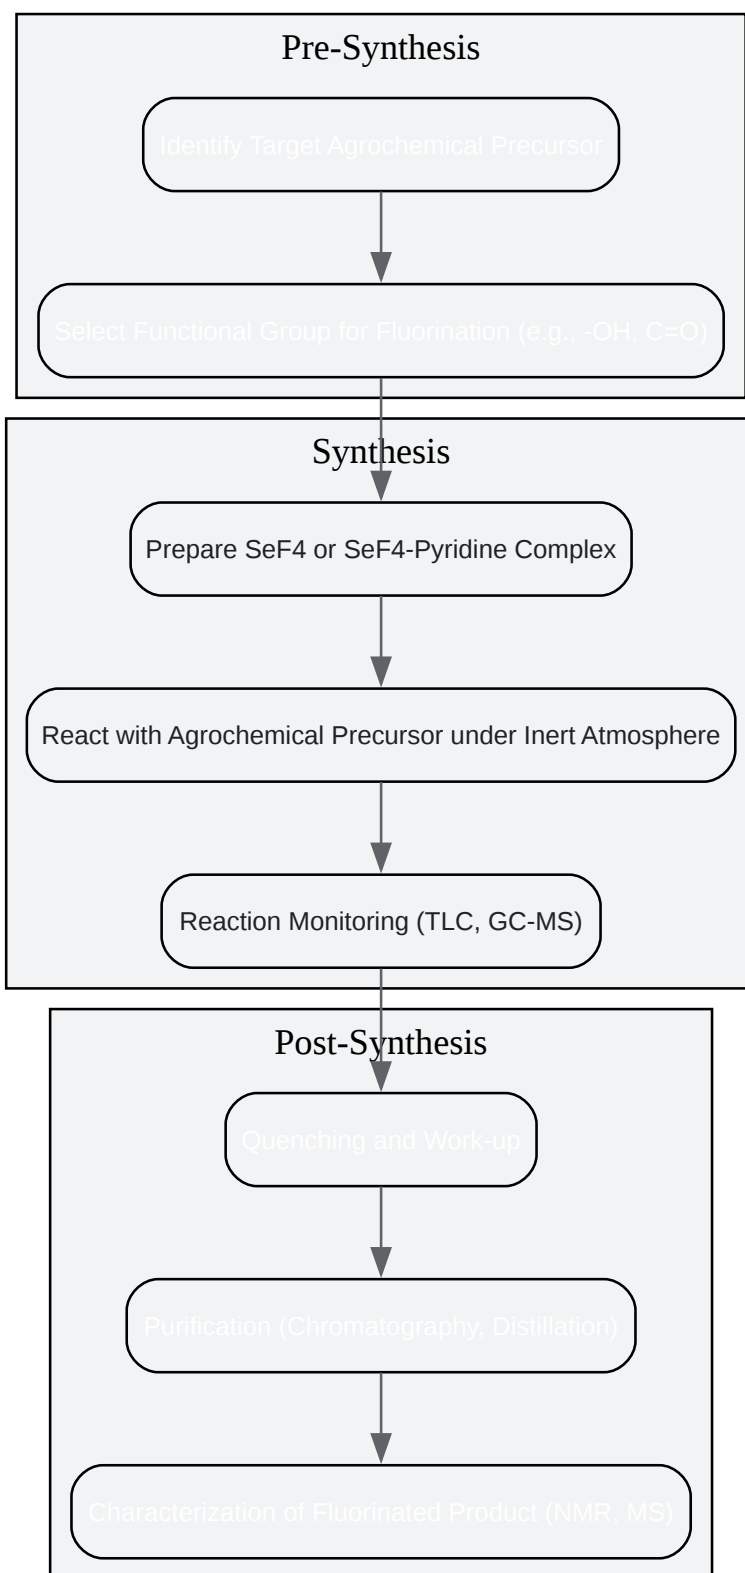 Pre-Synthesis
Identify Target Agrochemical Precursor
Select Functional Group for Fluorination (e.g., -OH, C=O)
Synthesis
Prepare SeF4 or SeF4-Pyridine Complex
React with Agrochemical Precursor under Inert Atmosphere
Reaction Monitoring (TLC, GC-MS)
Post-Synthesis
Quenching and Work-up
Purification (Chromatography, Distillation)
Characterization of Fluorinated Product (NMR, MS)